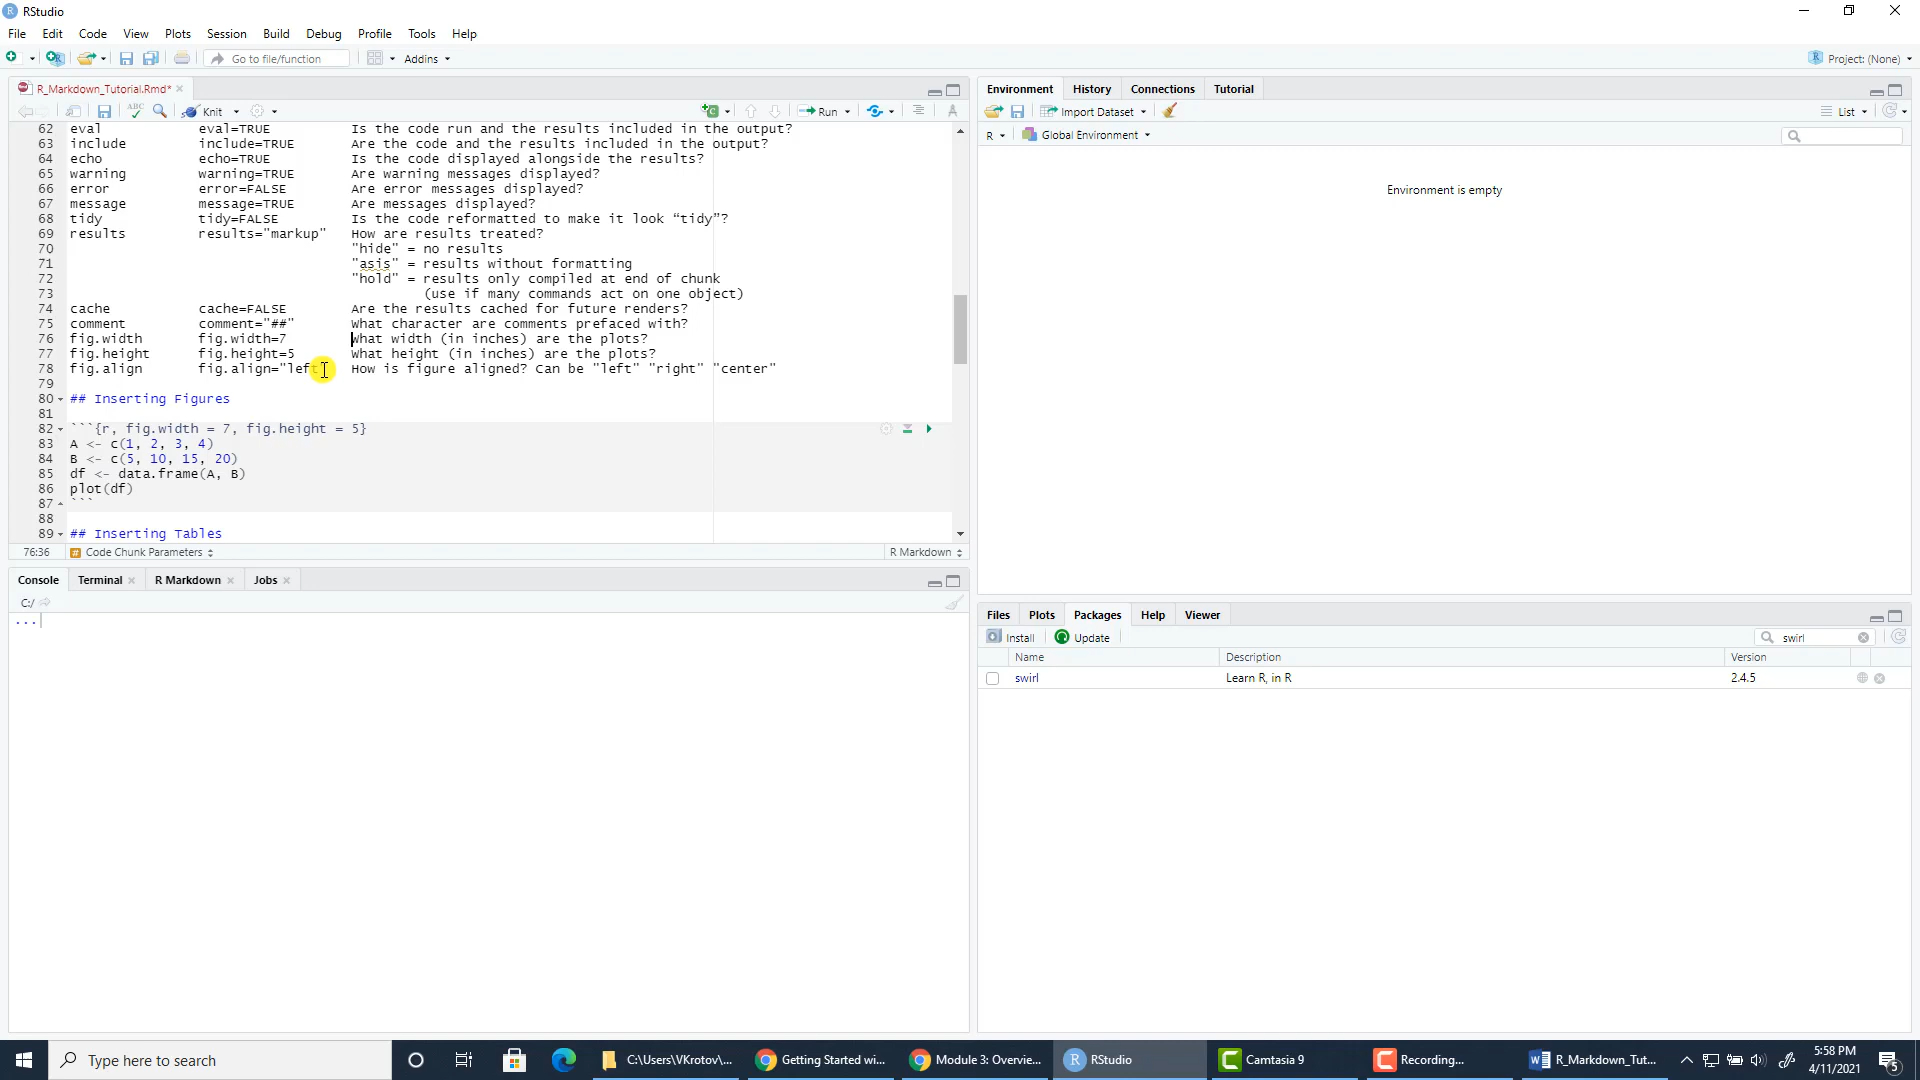 RStudio
File Edit Code View Plots Session Build Debug Profile Tools Help
Go to file/function Addins Project: (None)
R_Markdown_Tutorial.Rmd*
Knit Run
62 eval eval=TRUE Is the code run and the results included in the output?
63 include include=TRUE Are the code and the results included in the output?
64 echo echo=TRUE Is the code displayed alongside the results?
65 warning warning=TRUE Are warning messages displayed?
66 error error=FALSE Are error messages displayed?
67 message message=TRUE Are messages displayed?
68 tidy tidy=FALSE Is the code reformatted to make it look “tidy”?
69 results results="markup" How are results treated?
70 "hide" = no results
71 "asis" = results without formatting
72 "hold" = results only compiled at end of chunk
73 (use if many commands act on one object)
74 cache cache=FALSE Are the results cached for future renders?
75 comment comment="##" What character are comments prefaced with?
76 fig.width fig.width=7 What width (in inches) are the plots?
77 fig.height fig.height=5 What height (in inches) are the plots?
78 fig.align fig.align="left" How is figure aligned? Can be "left" "right" "center"
79
80 ## Inserting Figures
81
82 ```{r, fig.width = 7, fig.height = 5}
83 A <- c(1, 2, 3, 4)
84 B <- c(5, 10, 15, 20)
85 df <- data.frame(A, B)
86 plot(df)
87 ```
88
89 ## Inserting Tables
76:36 Code Chunk Parameters R Markdown
Console Terminal R Markdown Jobs
C:/
...
Environment History Connections Tutorial
Import Dataset List
R Global Environment
Environment is empty
Files Plots Packages Help Viewer
Install Update swirl
Name Description Version
swirl Learn R, in R 2.4.5
Type here to search C:\Users\VKrotov\... Getting Started wi... Module 3: Overvie... RStudio Camtasia 9 Recording... R_Markdown_Tut... 5:58 PM
4/11/2021 5